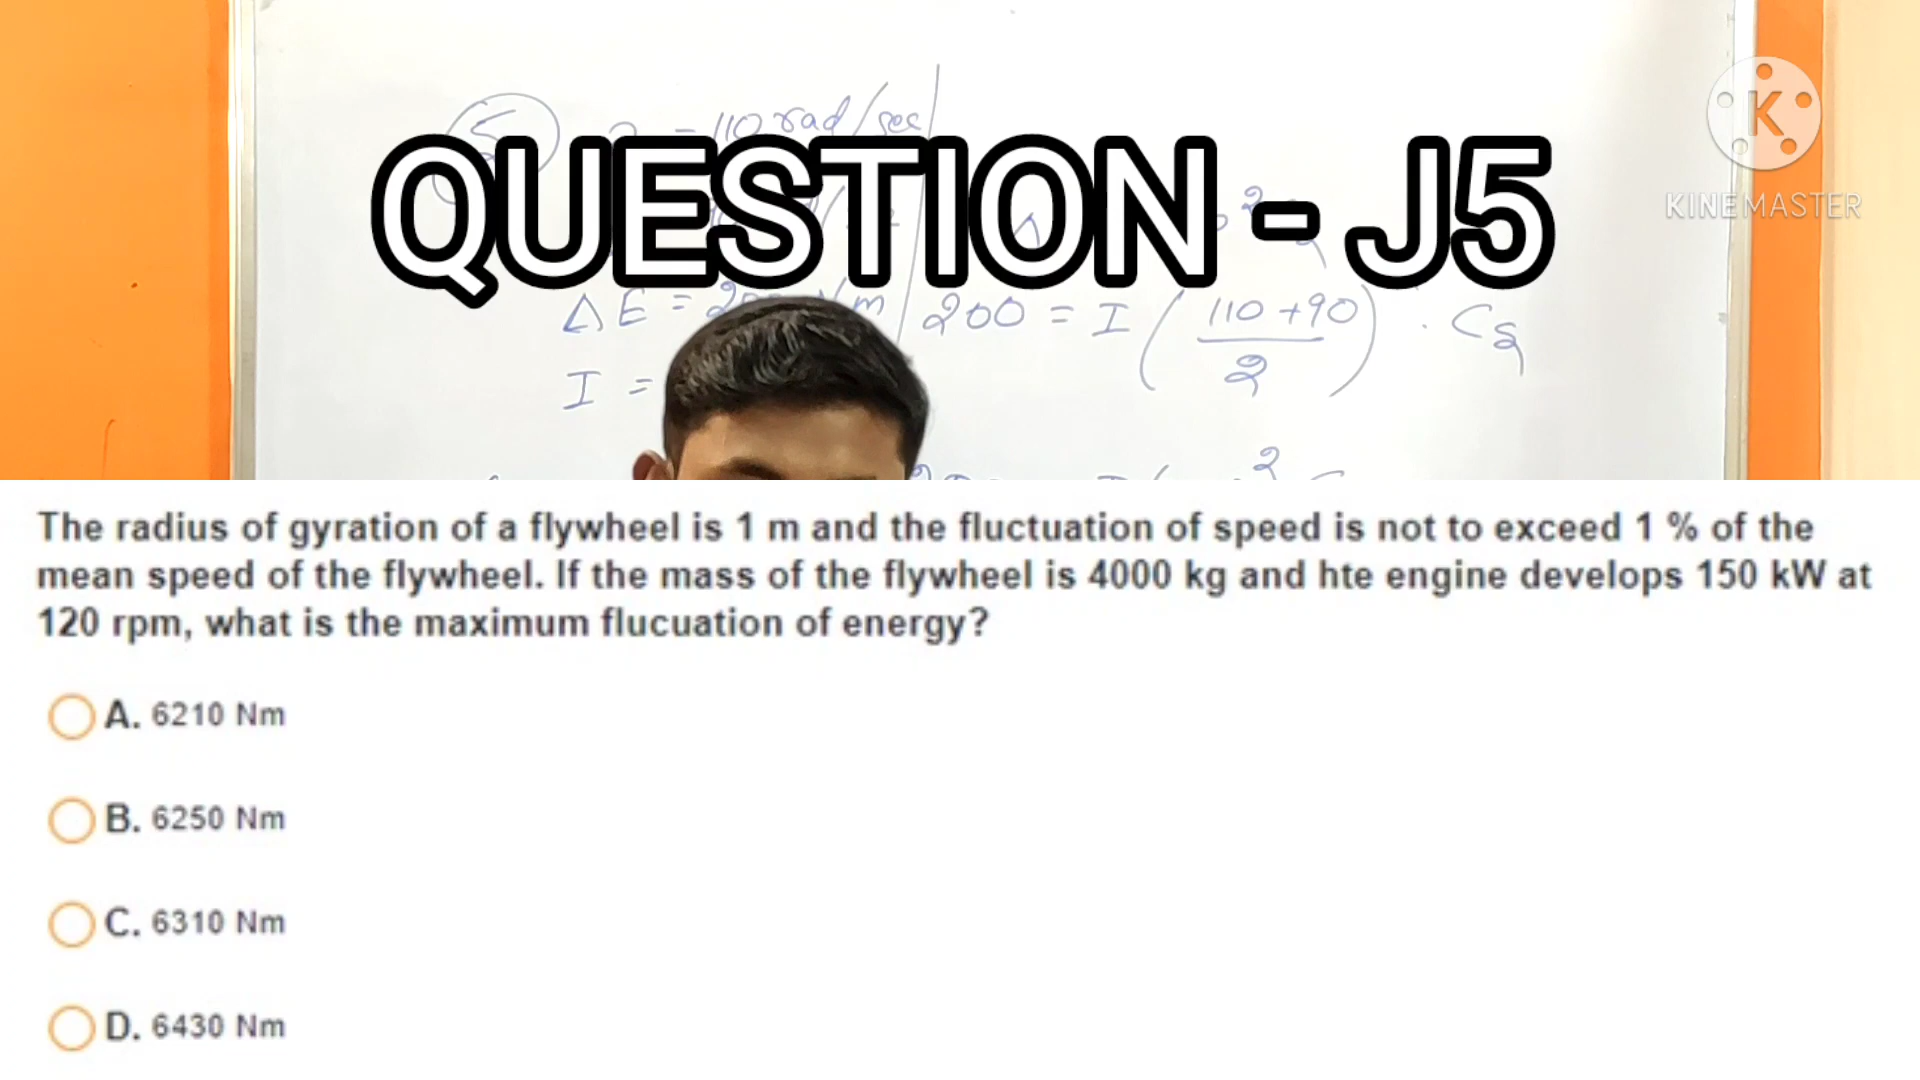 5 = 110 rad/sec
QUESTION - J5
K
KINEMASTER
ΔE = I = 
200 = I ( 110 + 90 / 2 ) . Cs
The radius of gyration of a flywheel is 1 m and the fluctuation of speed is not to exceed 1 % of the
mean speed of the flywheel. If the mass of the flywheel is 4000 kg and hte engine develops 150 kW at
120 rpm, what is the maximum flucuation of energy?
A. 6210 Nm
B. 6250 Nm
C. 6310 Nm
D. 6430 Nm